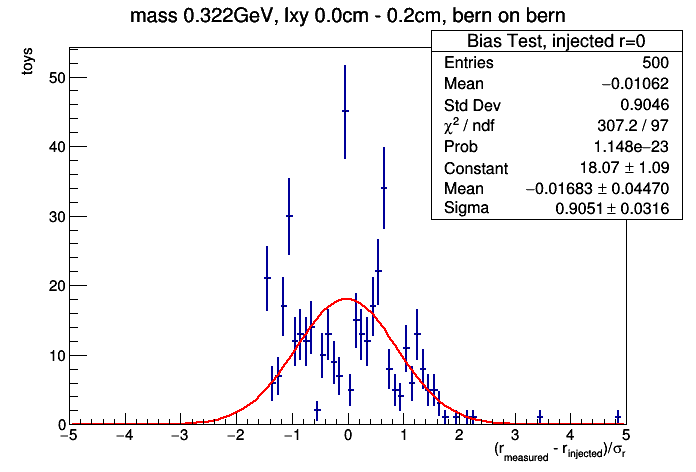 mass 0.322GeV, lxy 0.0cm - 0.2cm, bern on bern
toys
Bias Test, injected r=0
Entries 500
Mean −0.01062
Std Dev 0.9046
χ² / ndf 307.2 / 97
Prob 1.148e−23
Constant 18.07 ± 1.09
Mean −0.01683 ± 0.04470
Sigma 0.9051 ± 0.0316
50
40
30
20
10
0
−5 −4 −3 −2 −1 0 1 2 3 4 5
(r_measured - r_injected)/σ_r